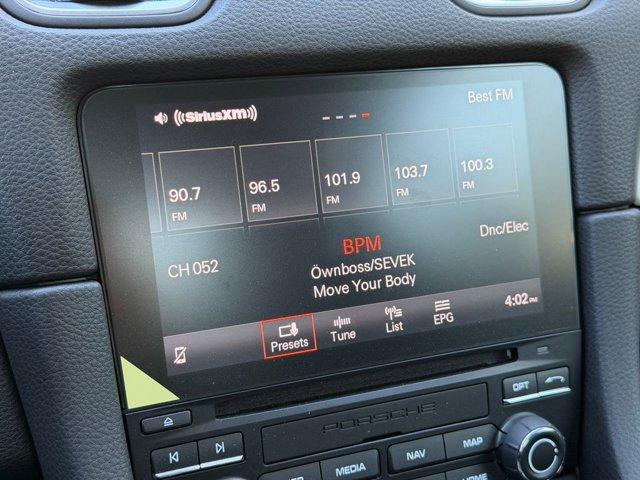 ((SiriusXM)) Best FM
90.7 96.5 101.9 103.7 100.3
FM FM FM FM FM
BPM
CH 052 Öwnboss/SEVEK Dnc/Elec
Move Your Body
Presets Tune List EPG 4:02 PM
PORSCHE
OPT
NAV MAP
MEDIA
HOME